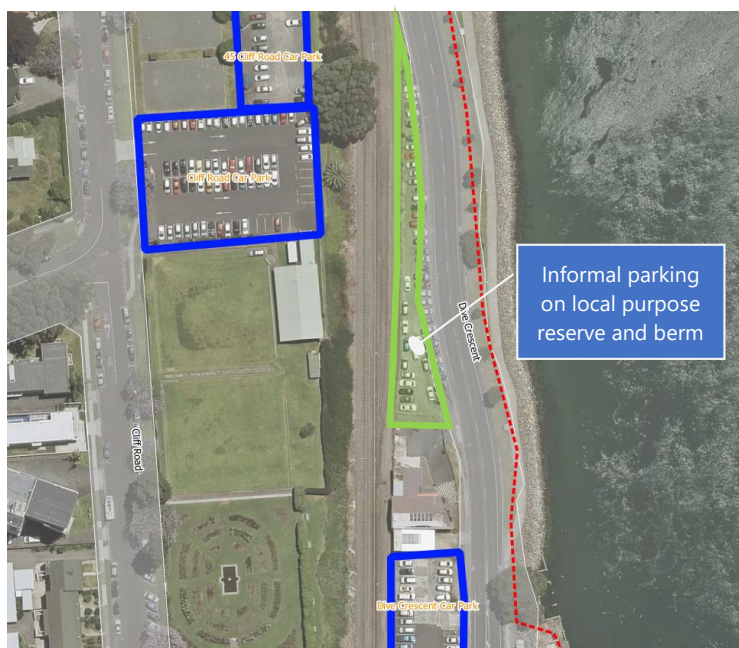 45 Cliff Road Car Park
Cliff Road Car Park
Informal parking
on local purpose
reserve and berm
Dive Crescent
Cliff Road
Dive Crescent Car Park